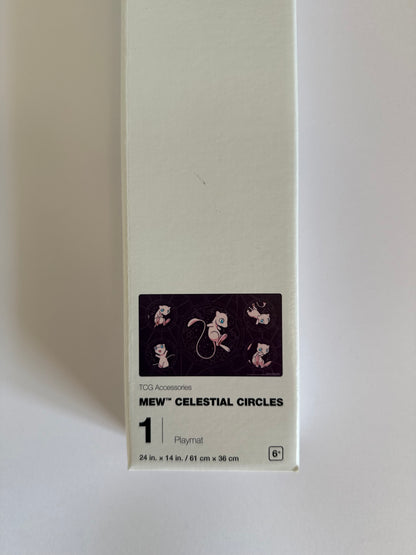 TCG Accessories
MEW™ CELESTIAL CIRCLES
1 | Playmat
24 in. x 14 in. / 61 cm x 36 cm
6+